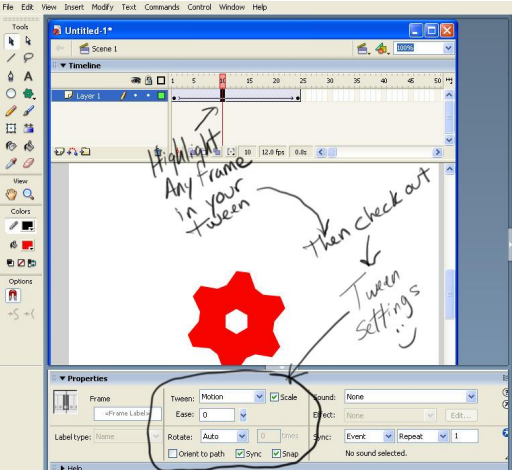 File Edit View Insert Modify Text Commands Control Window Help
Tools
Untitled-1*
Scene 1
100%
Timeline
1 5 10 15 20 25 30 35 40 45 50
Layer 1
10 12.0 fps 0.8s
Highlight
Any frame
in your
tween
then check out
Tween
settings
View
Colors
Options
Properties
Frame
<Frame Label>
Label type: Name
Tween: Motion Scale
Ease: 0
Rotate: Auto 0 times
Orient to path Sync Snap
Sound: None
Effect: None Edit...
Sync: Event Repeat 1
No sound selected.
Help